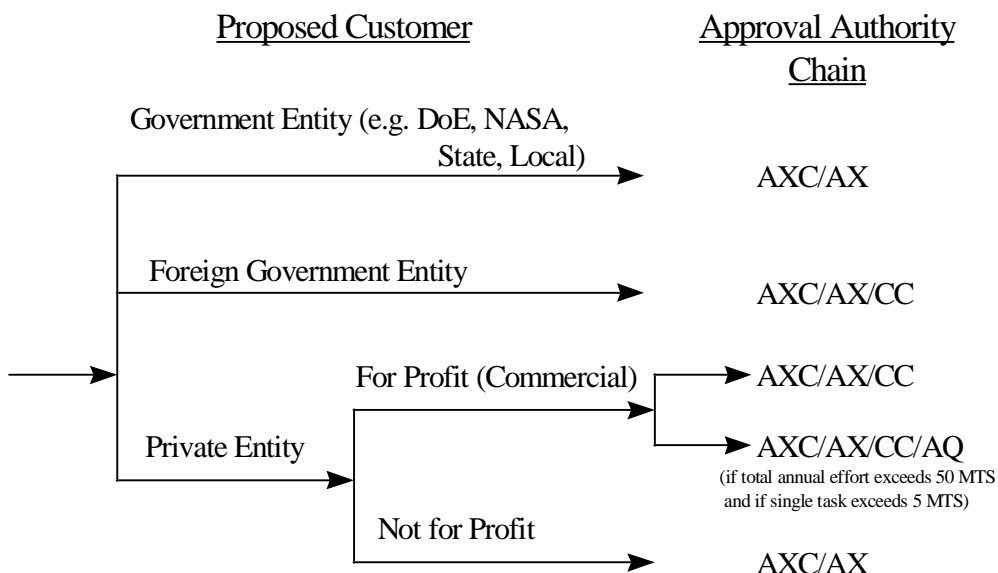 Proposed Customer
Approval Authority
Chain
Government Entity (e.g. DoE, NASA,
State, Local)
AXC/AX
Foreign Government Entity
AXC/AX/CC
For Profit (Commercial)
AXC/AX/CC
Private Entity
AXC/AX/CC/AQ
(if total annual effort exceeds 50 MTS
and if single task exceeds 5 MTS)
Not for Profit
AXC/AX